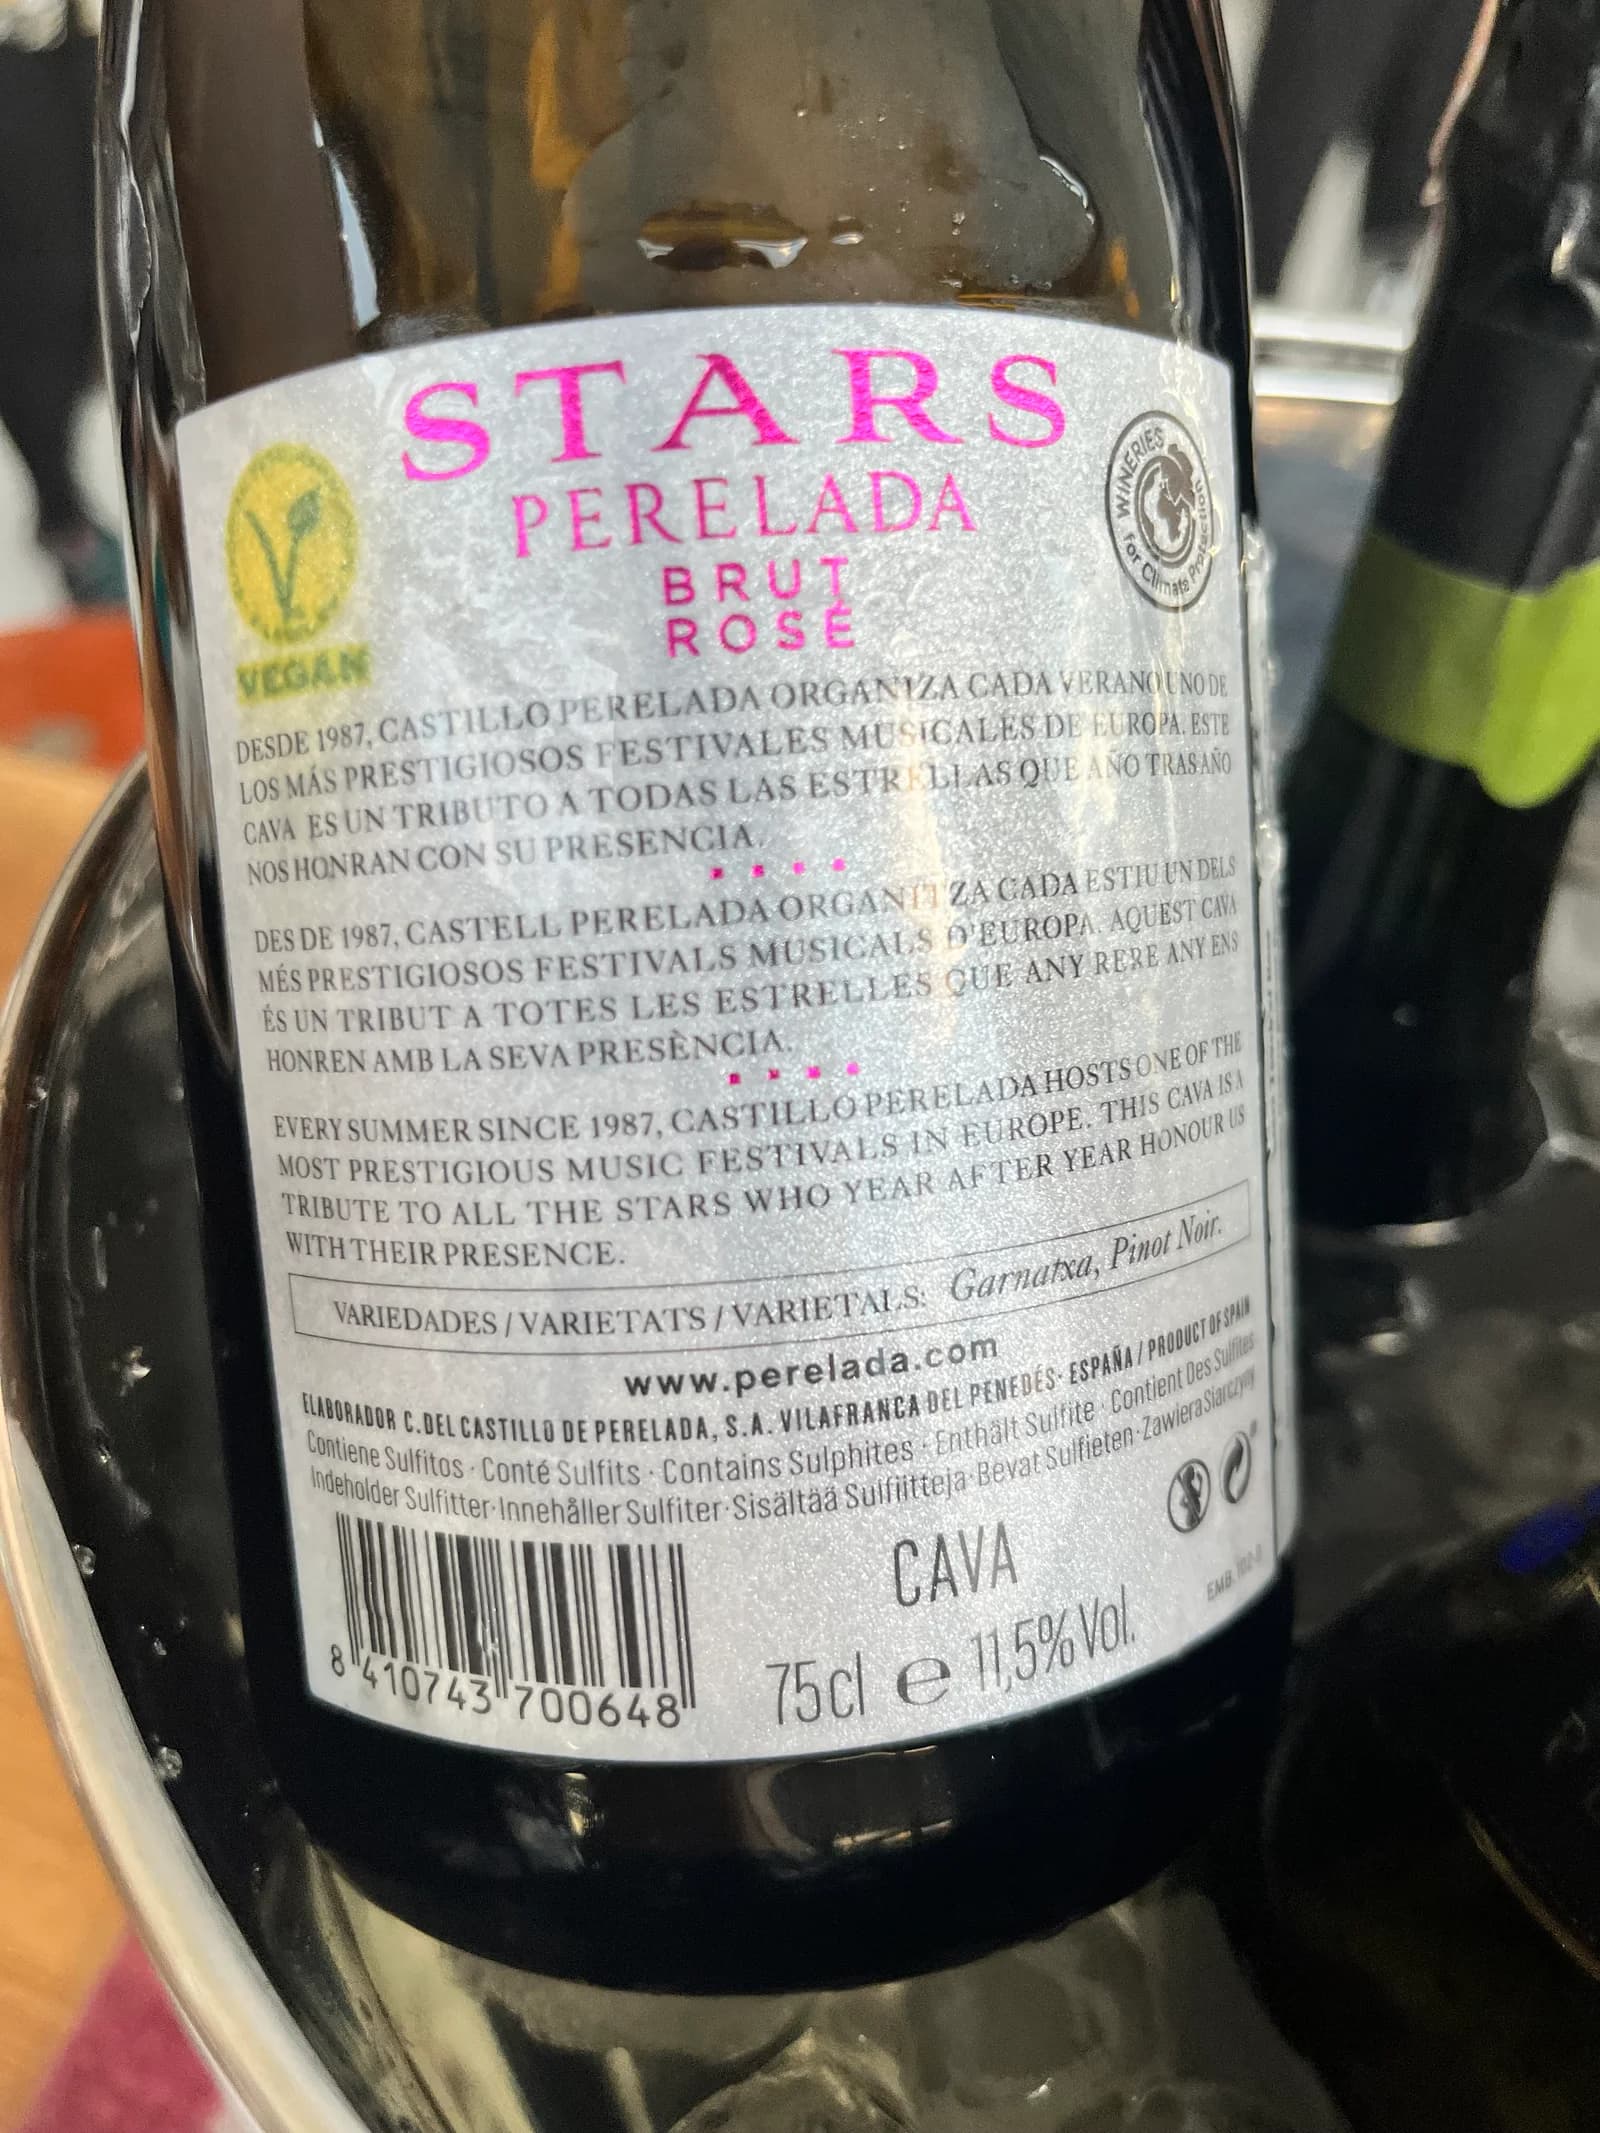 STARS
PERELADA
BRUT
ROSÉ
VEGAN
WINERIES
for Climate Protection
DESDE 1987, CASTILLO PERELADA ORGANIZA CADA VERANO UNO DE
LOS MÁS PRESTIGIOSOS FESTIVALES MUSICALES DE EUROPA. ESTE
CAVA ES UN TRIBUTO A TODAS LAS ESTRELLAS QUE AÑO TRAS AÑO
NOS HONRAN CON SU PRESENCIA.
DES DE 1987, CASTELL PERELADA ORGANITZA CADA ESTIU UN DELS
MÉS PRESTIGIOSOS FESTIVALS MUSICALS D'EUROPA. AQUEST CAVA
ÉS UN TRIBUT A TOTES LES ESTRELLES QUE ANY RERE ANY ENS
HONREN AMB LA SEVA PRESÈNCIA.
EVERY SUMMER SINCE 1987, CASTILLO PERELADA HOSTS ONE OF THE
MOST PRESTIGIOUS MUSIC FESTIVALS IN EUROPE. THIS CAVA IS A
TRIBUTE TO ALL THE STARS WHO YEAR AFTER YEAR HONOUR US
WITH THEIR PRESENCE.
VARIEDADES / VARIETATS / VARIETALS: Garnatxa, Pinot Noir.
www.perelada.com
ELABORADOR C.DEL CASTILLO DE PERELADA, S.A. VILAFRANCA DEL PENEDÉS· ESPAÑA / PRODUCT OF SPAIN
Contiene Sulfitos · Conté Sulfits · Contains Sulphites · Enthält Sulfite · Contient Des Sulfites
Indeholder Sulfitter·Innehåller Sulfiter·Sisältää Sulfiitteja·Bevat Sulfieten·Zawiera Siarczyny
CAVA
75cl e 11,5% Vol.
8 410743 700648